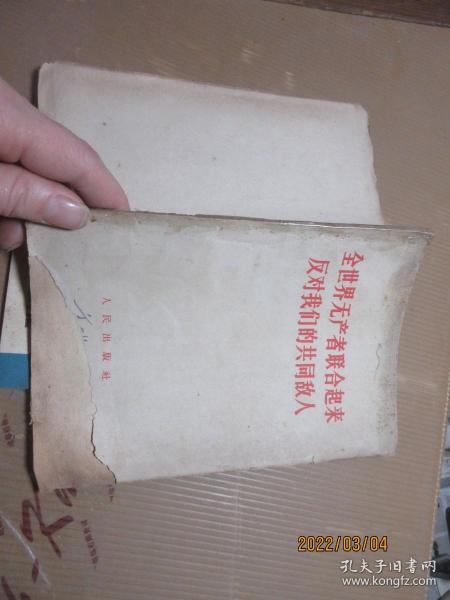 全世界无产者联合起来
反对我们的共同敌人
人民出版社
2022/03/04
孔夫子旧书网
www.kongfz.com